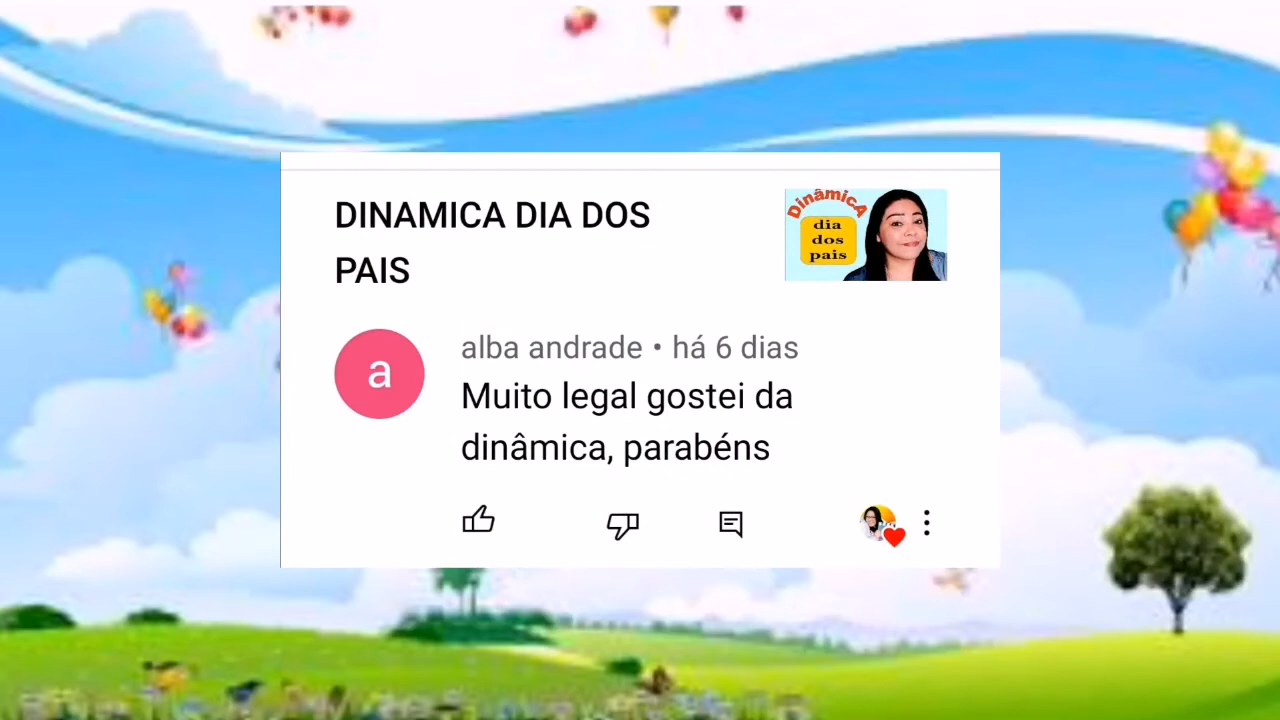 DINAMICA DIA DOS
PAIS
DinâmicA
dia
dos
pais
a
alba andrade • há 6 dias
Muito legal gostei da
dinâmica, parabéns